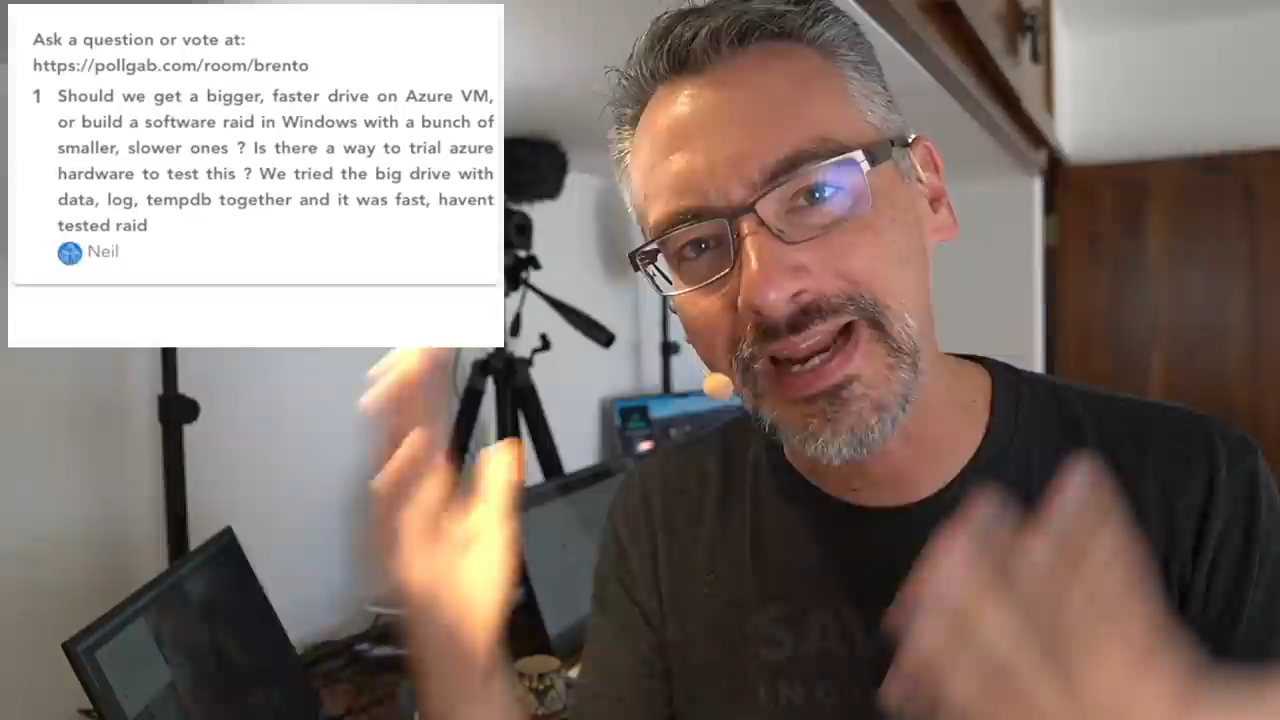 Ask a question or vote at:
https://pollgab.com/room/brento
1 Should we get a bigger, faster drive on Azure VM,
or build a software raid in Windows with a bunch of
smaller, slower ones ? Is there a way to trial azure
hardware to test this ? We tried the big drive with
data, log, tempdb together and it was fast, havent
tested raid
Neil